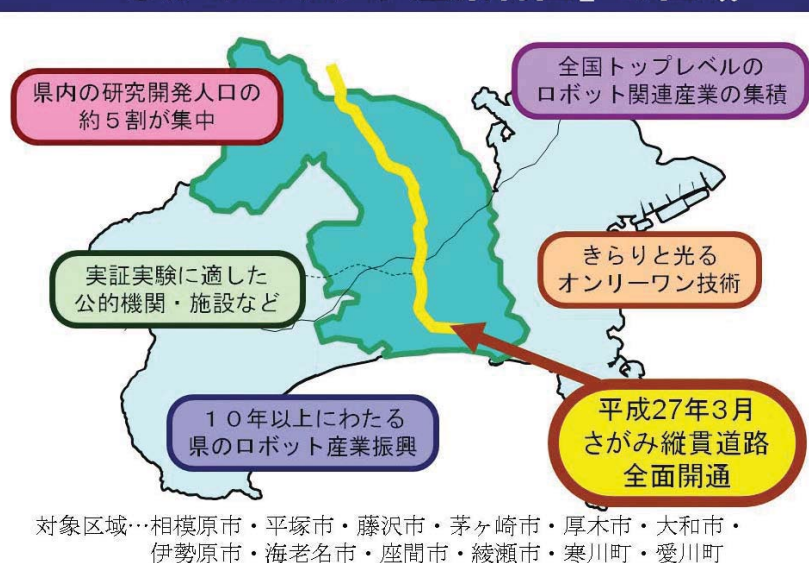 県内の研究開発人口の
約５割が集中
全国トップレベルの
ロボット関連産業の集積
実証実験に適した
公的機関・施設など
きらりと光る
オンリーワン技術
１０年以上にわたる
県のロボット産業振興
平成27年3月
さがみ縦貫道路
全面開通
対象区域…相模原市・平塚市・藤沢市・茅ヶ崎市・厚木市・大和市・
伊勢原市・海老名市・座間市・綾瀬市・寒川町・愛川町